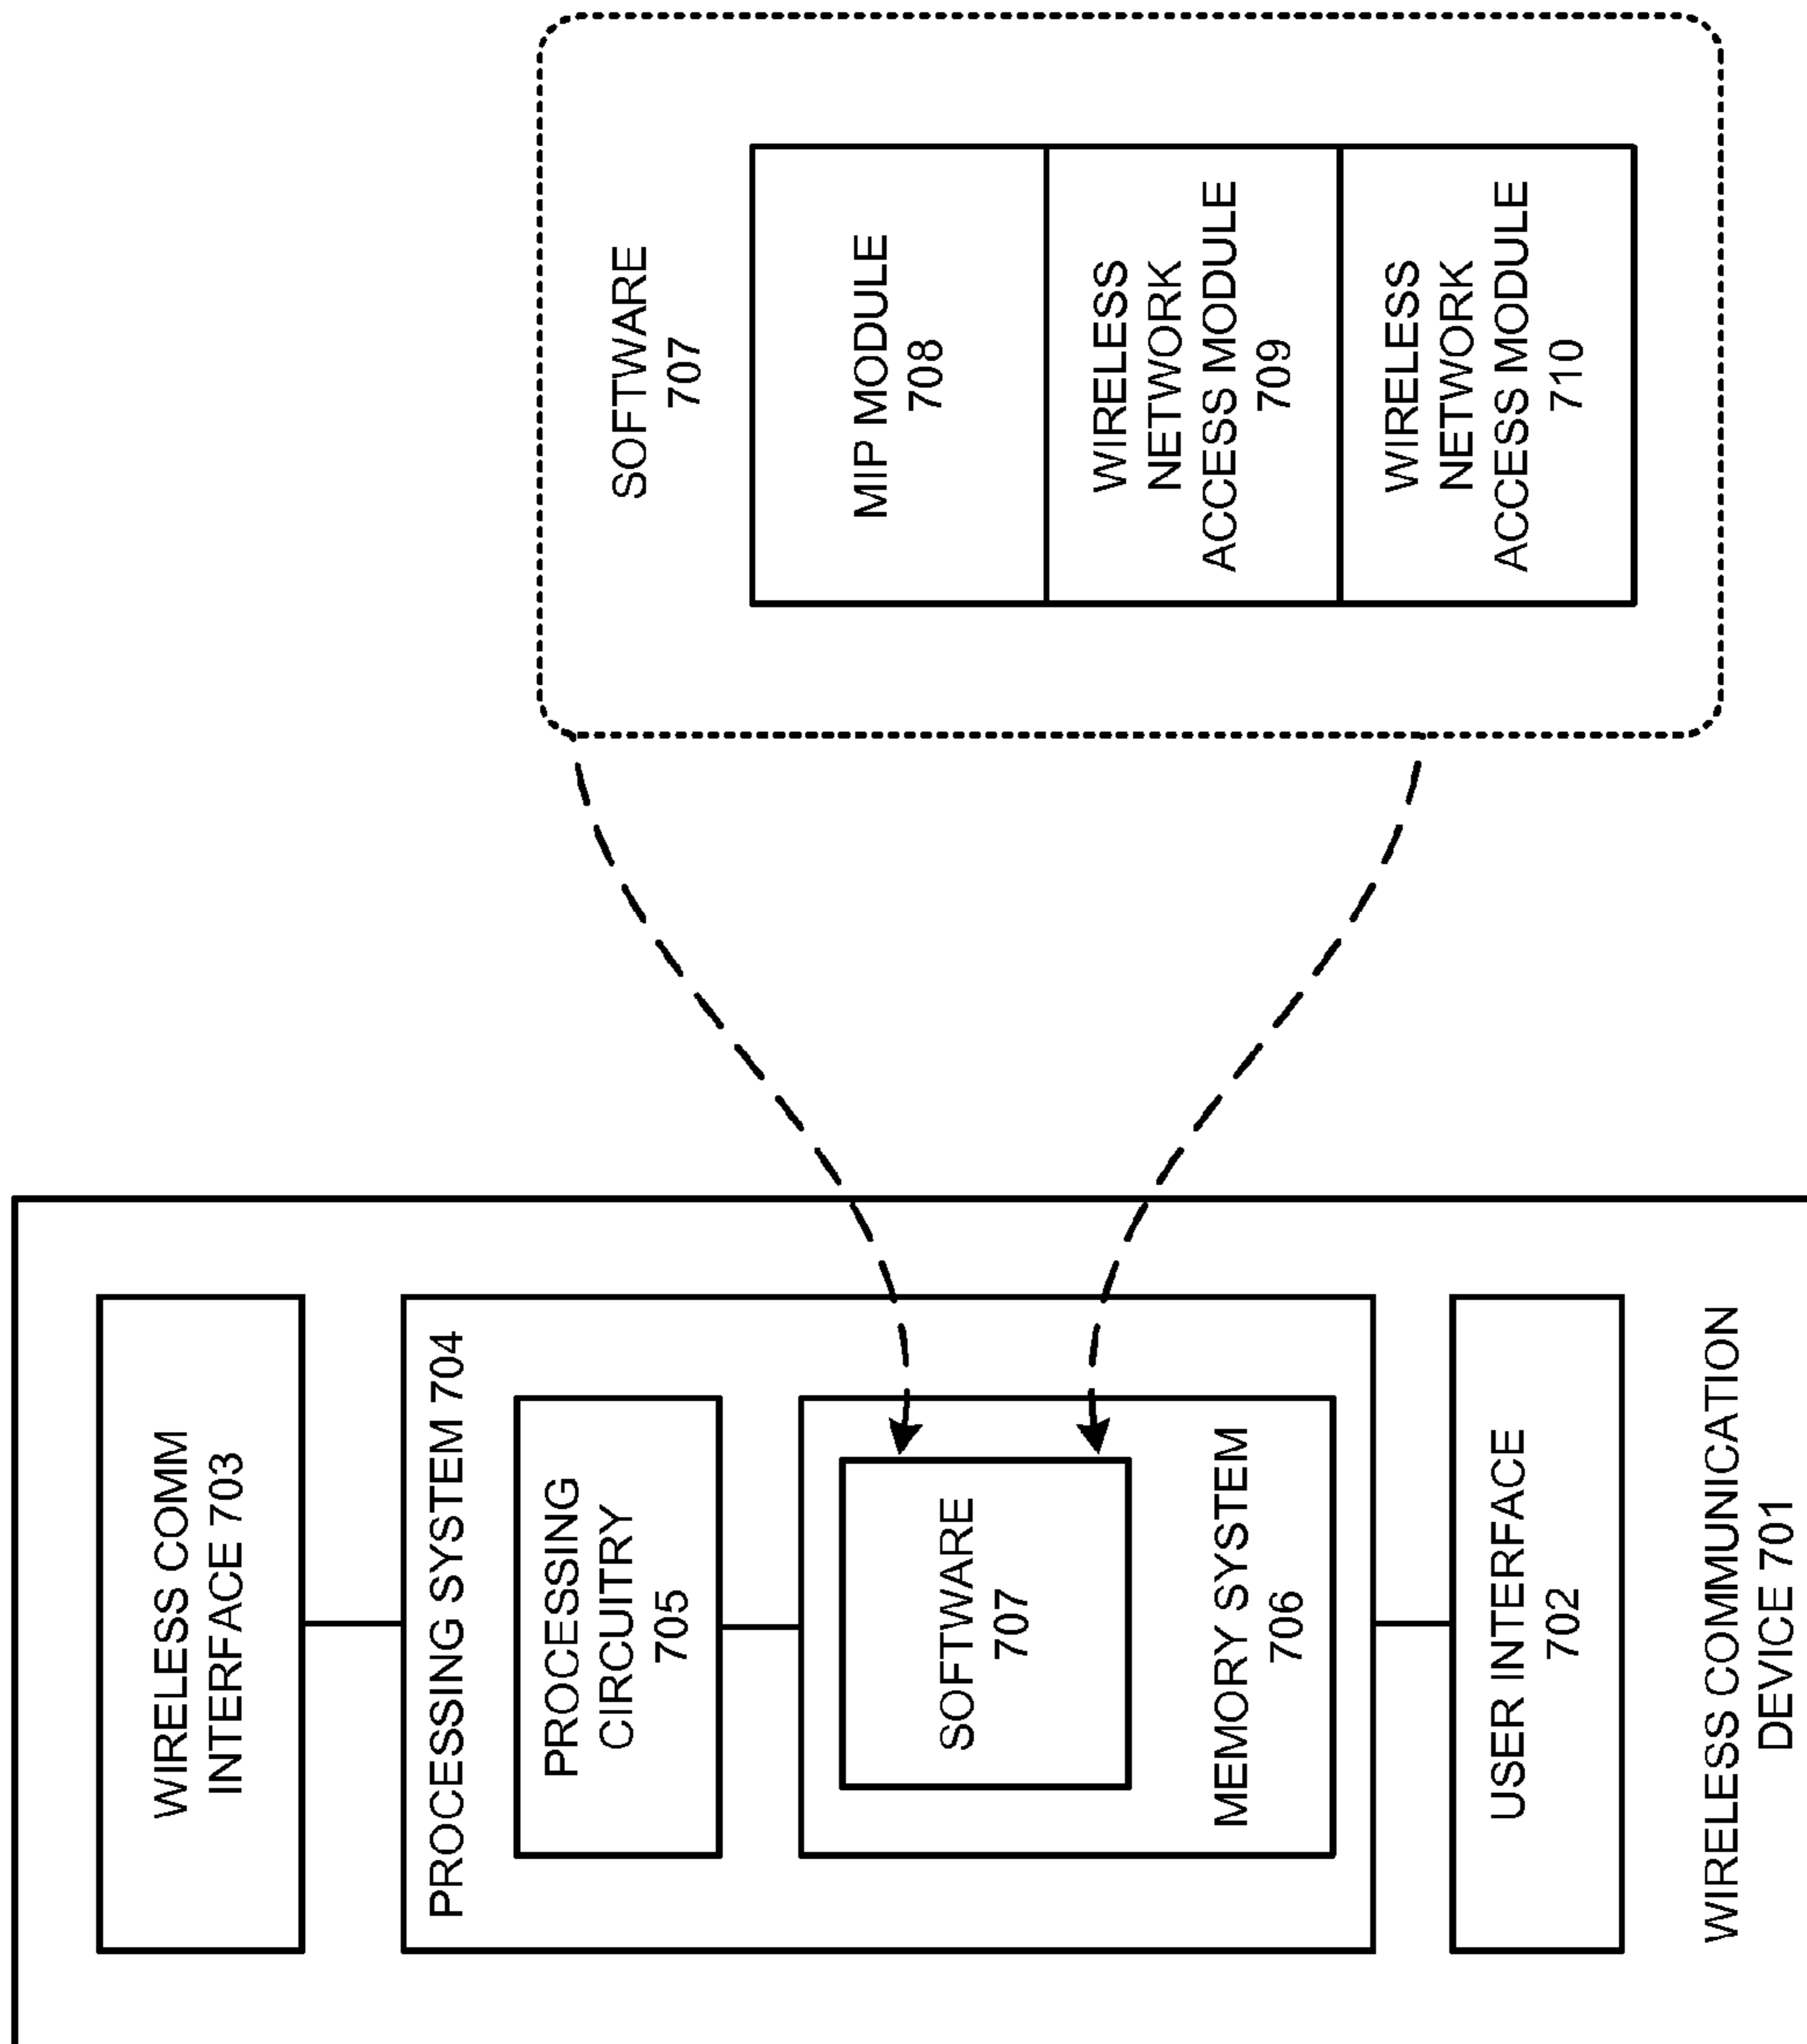 WIRELESS COMM
INTERFACE 703
PROCESSING SYSTEM 704
PROCESSING
CIRCUITRY
705
SOFTWARE
707
MEMORY SYSTEM
706
USER INTERFACE
702
WIRELESS COMMUNICATION
DEVICE 701
SOFTWARE
707
MIP MODULE
708
WIRELESS
NETWORK
ACCESS MODULE
709
WIRELESS
NETWORK
ACCESS MODULE
710